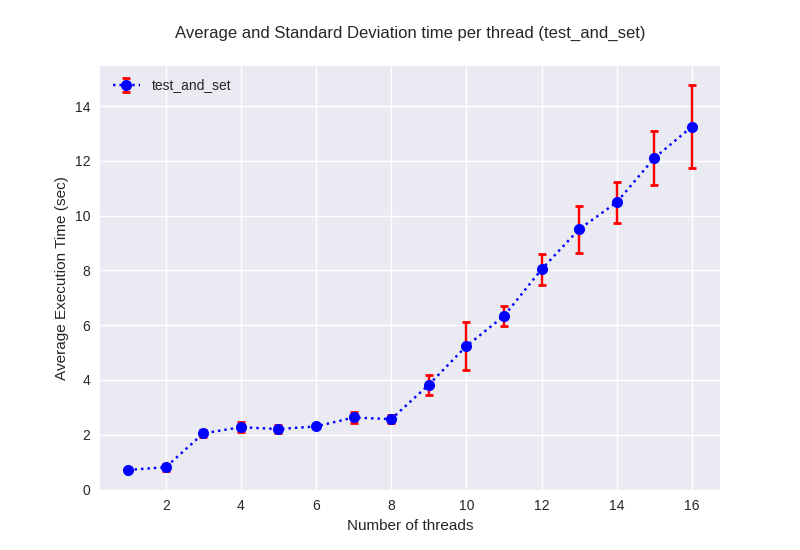 Average and Standard Deviation time per thread (test_and_set)
test_and_set
14
12
10
8
6
4
2
0
Average Execution Time (sec)
2 4 6 8 10 12 14 16
Number of threads